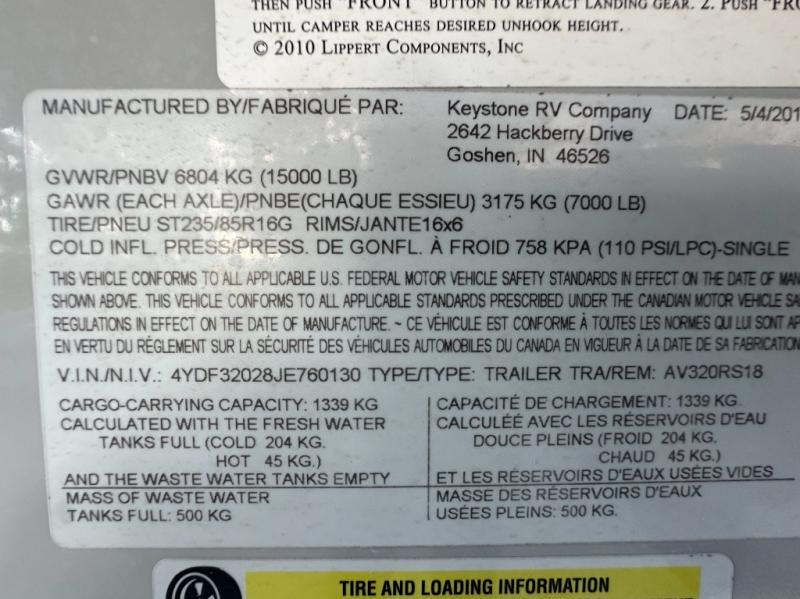 THEN PUSH "FRONT" BUTTON TO RETRACT LANDING GEAR. 2. PUSH "FRO
UNTIL CAMPER REACHES DESIRED UNHOOK HEIGHT.
© 2010 LIPPERT COMPONENTS, INC
MANUFACTURED BY/FABRIQUÉ PAR: Keystone RV Company DATE: 5/4/201
2642 Hackberry Drive
Goshen, IN 46526
GVWR/PNBV 6804 KG (15000 LB)
GAWR (EACH AXLE)/PNBE(CHAQUE ESSIEU) 3175 KG (7000 LB)
TIRE/PNEU ST235/85R16G RIMS/JANTE16x6
COLD INFL. PRESS/PRESS. DE GONFL. À FROID 758 KPA (110 PSI/LPC)-SINGLE
THIS VEHICLE CONFORMS TO ALL APPLICABLE U.S. FEDERAL MOTOR VEHICLE SAFETY STANDARDS IN EFFECT ON THE DATE OF MAN
SHOWN ABOVE. THIS VEHICLE CONFORMS TO ALL APPLICABLE STANDARDS PRESCRIBED UNDER THE CANADIAN MOTOR VEHICLE SA
REGULATIONS IN EFFECT ON THE DATE OF MANUFACTURE. ~ CE VÉHICULE EST CONFORME À TOUTES LES NORMES QUI LUI SONT AP
EN VERTU DU RÈGLEMENT SUR LA SÉCURITÉ DES VÉHICULES AUTOMOBILES DU CANADA EN VIGUEUR À LA DATE DE SA FABRICATION
V.I.N./N.I.V.: 4YDF32028JE760130 TYPE/TYPE: TRAILER TRA/REM: AV320RS18
CARGO-CARRYING CAPACITY: 1339 KG
CALCULATED WITH THE FRESH WATER
TANKS FULL (COLD 204 KG.
HOT 45 KG.)
AND THE WASTE WATER TANKS EMPTY
MASS OF WASTE WATER
TANKS FULL: 500 KG
CAPACITÉ DE CHARGEMENT: 1339 KG
CALCULÉE AVEC LES RÉSERVOIRS D'EAU
DOUCE PLEINS (FROID 204 KG.
CHAUD 45 KG.)
ET LES RÉSERVOIRS D'EAUX USÉES VIDES
MASSE DES RÉSERVOIRS D'EAUX
USÉES PLEINS: 500 KG.
TIRE AND LOADING INFORMATION